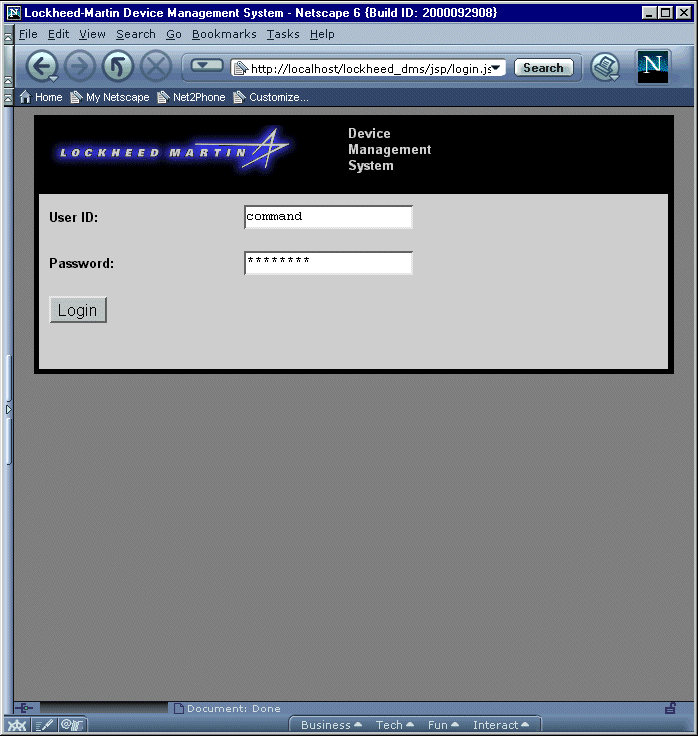 Lockheed-Martin Device Management System - Netscape 6 {Build ID: 2000092908}
File Edit View Search Go Bookmarks Tasks Help
http://localhost/lockheed_dms/jsp/login.js Search N
Home My Netscape Net2Phone Customize...
LOCKHEED MARTIN
Device
Management
System
User ID: command
Password: ********
Login
Document: Done
Business Tech Fun Interact